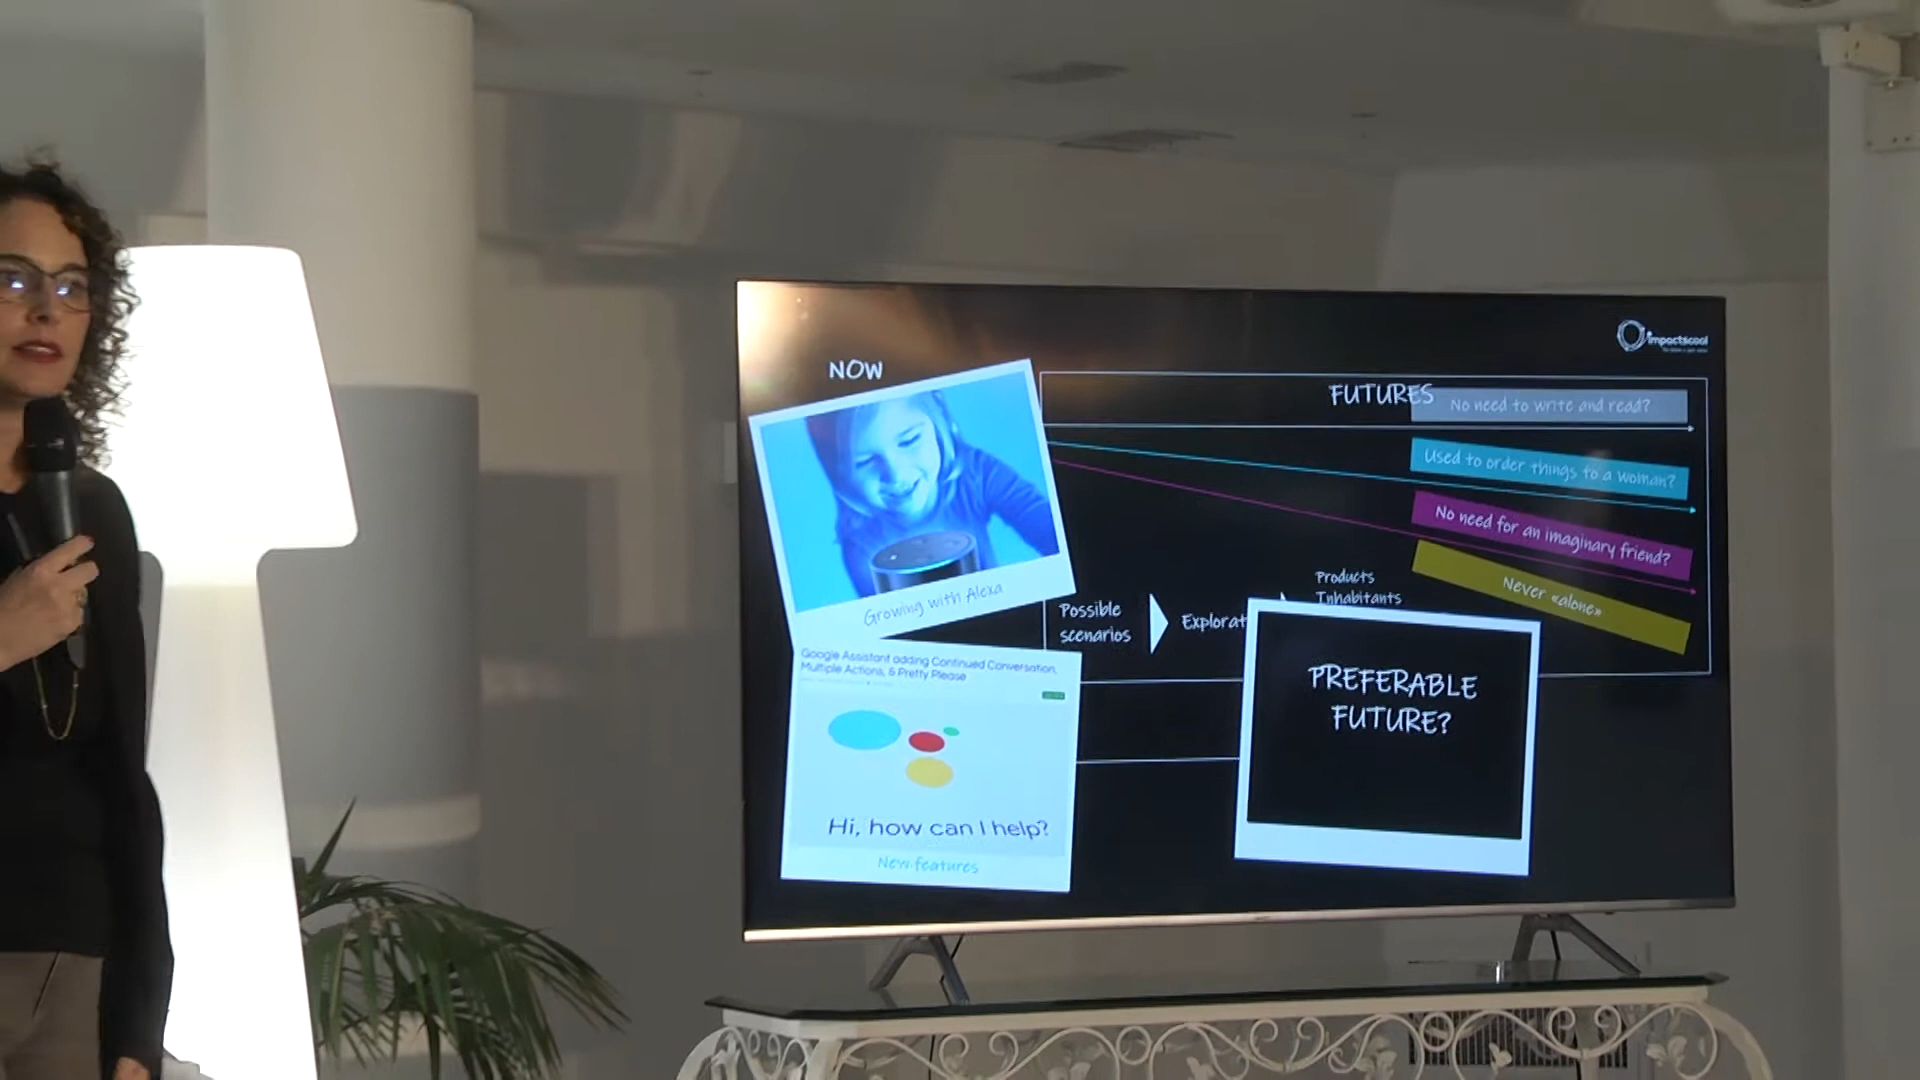 impactscool
NOW
FUTURES
No need to write and read?
Used to order things to a woman?
No need for an imaginary friend?
Never «alone»
Growing with Alexa
Possible
scenarios
Explorat
Products
Inhabitants
Google Assistant adding Continued Conversation,
Multiple Actions, & Pretty Please
Hi, how can I help?
New features
PREFERABLE
FUTURE?